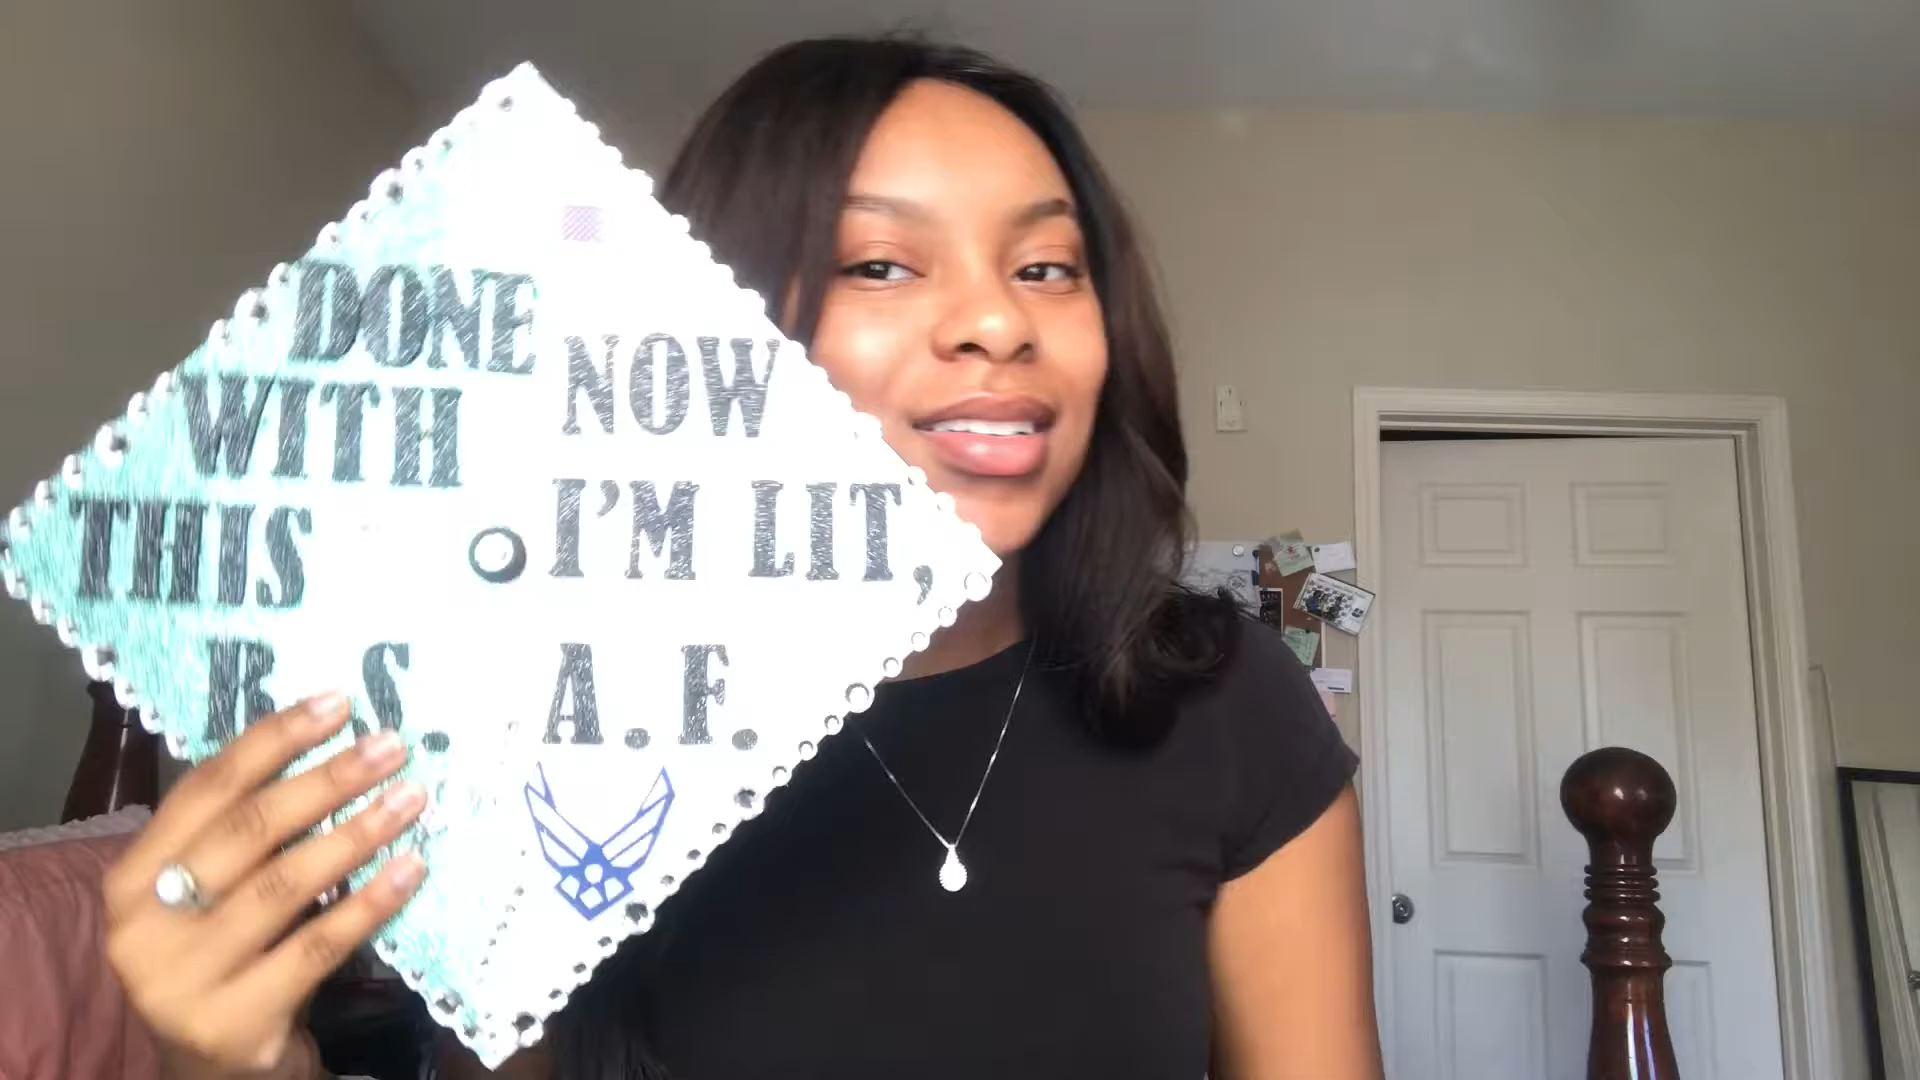 DONE
WITH
THIS
B.S.
NOW
I'M LIT,
A.F.